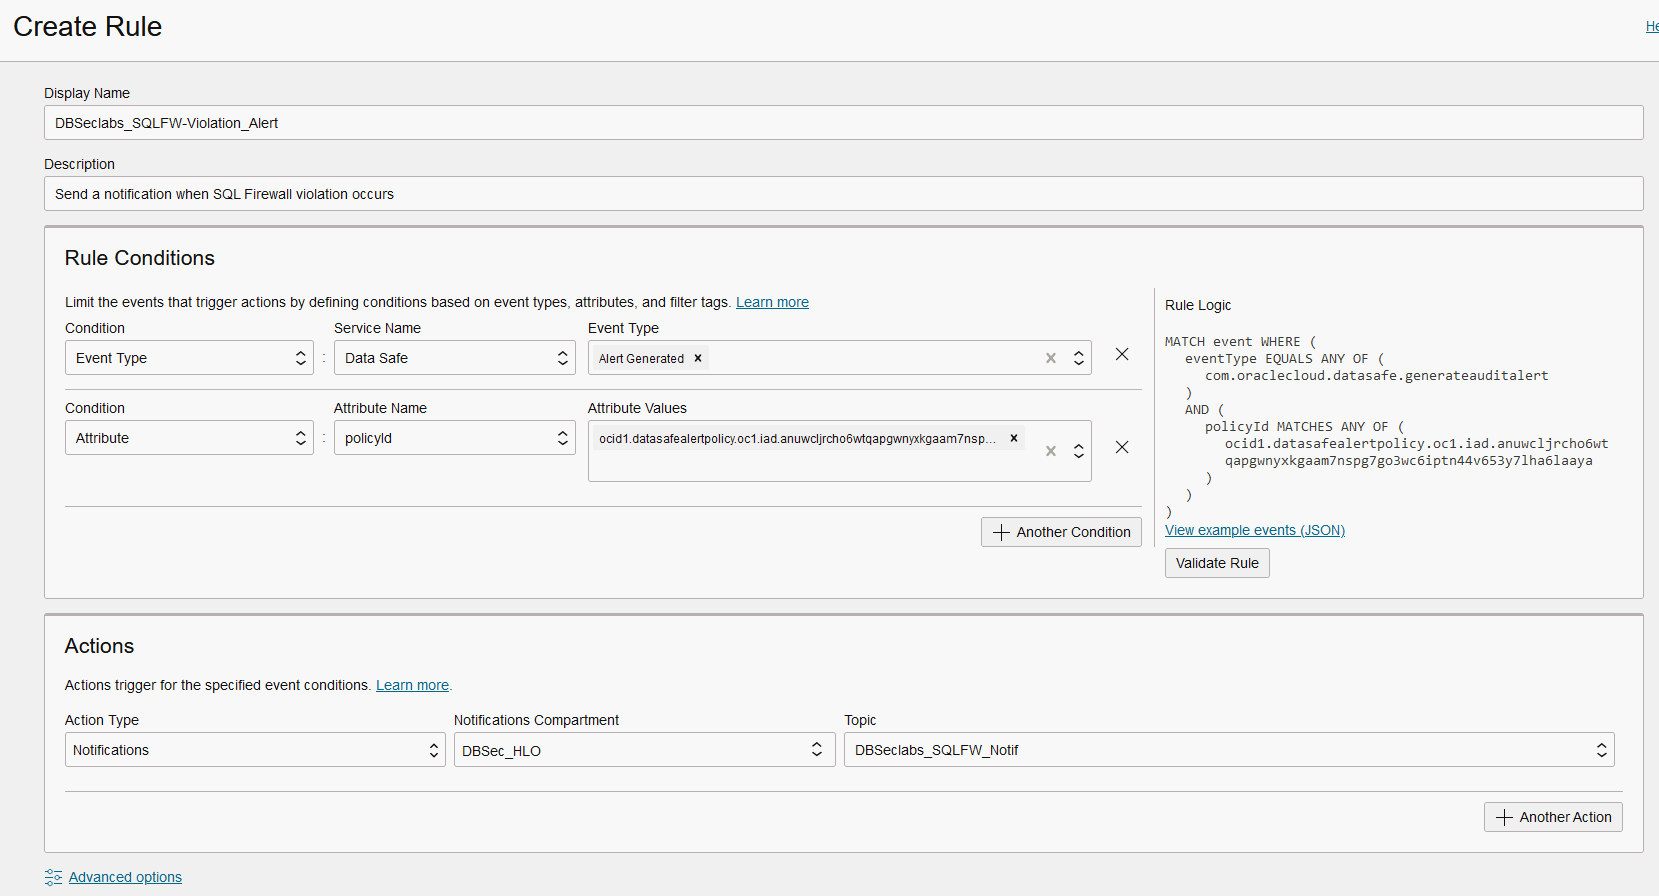 Create Rule
He
Display Name
DBSeclabs_SQLFW-Violation_Alert
Description
Send a notification when SQL Firewall violation occurs
Rule Conditions
Limit the events that trigger actions by defining conditions based on event types, attributes, and filter tags. Learn more
Condition Service Name Event Type
Event Type : Data Safe Alert Generated ×
Condition Attribute Name Attribute Values
Attribute : policyId ocid1.datasafealertpolicy.oc1.iad.anuwcljrcho6wtqapgwnyxkgaam7nsp... ×
Another Condition
Rule Logic
MATCH event WHERE (
eventType EQUALS ANY OF (
com.oraclecloud.datasafe.generateauditalert
)
AND (
policyId MATCHES ANY OF (
ocid1.datasafealertpolicy.oc1.iad.anuwcljrcho6wt
qapgwnyxkgaam7nspg7go3wc6iptn44v653y7lha6laaya
)
)
)
View example events (JSON)
Validate Rule
Actions
Actions trigger for the specified event conditions. Learn more.
Action Type Notifications Compartment Topic
Notifications DBSec_HLO DBSeclabs_SQLFW_Notif
Another Action
Advanced options